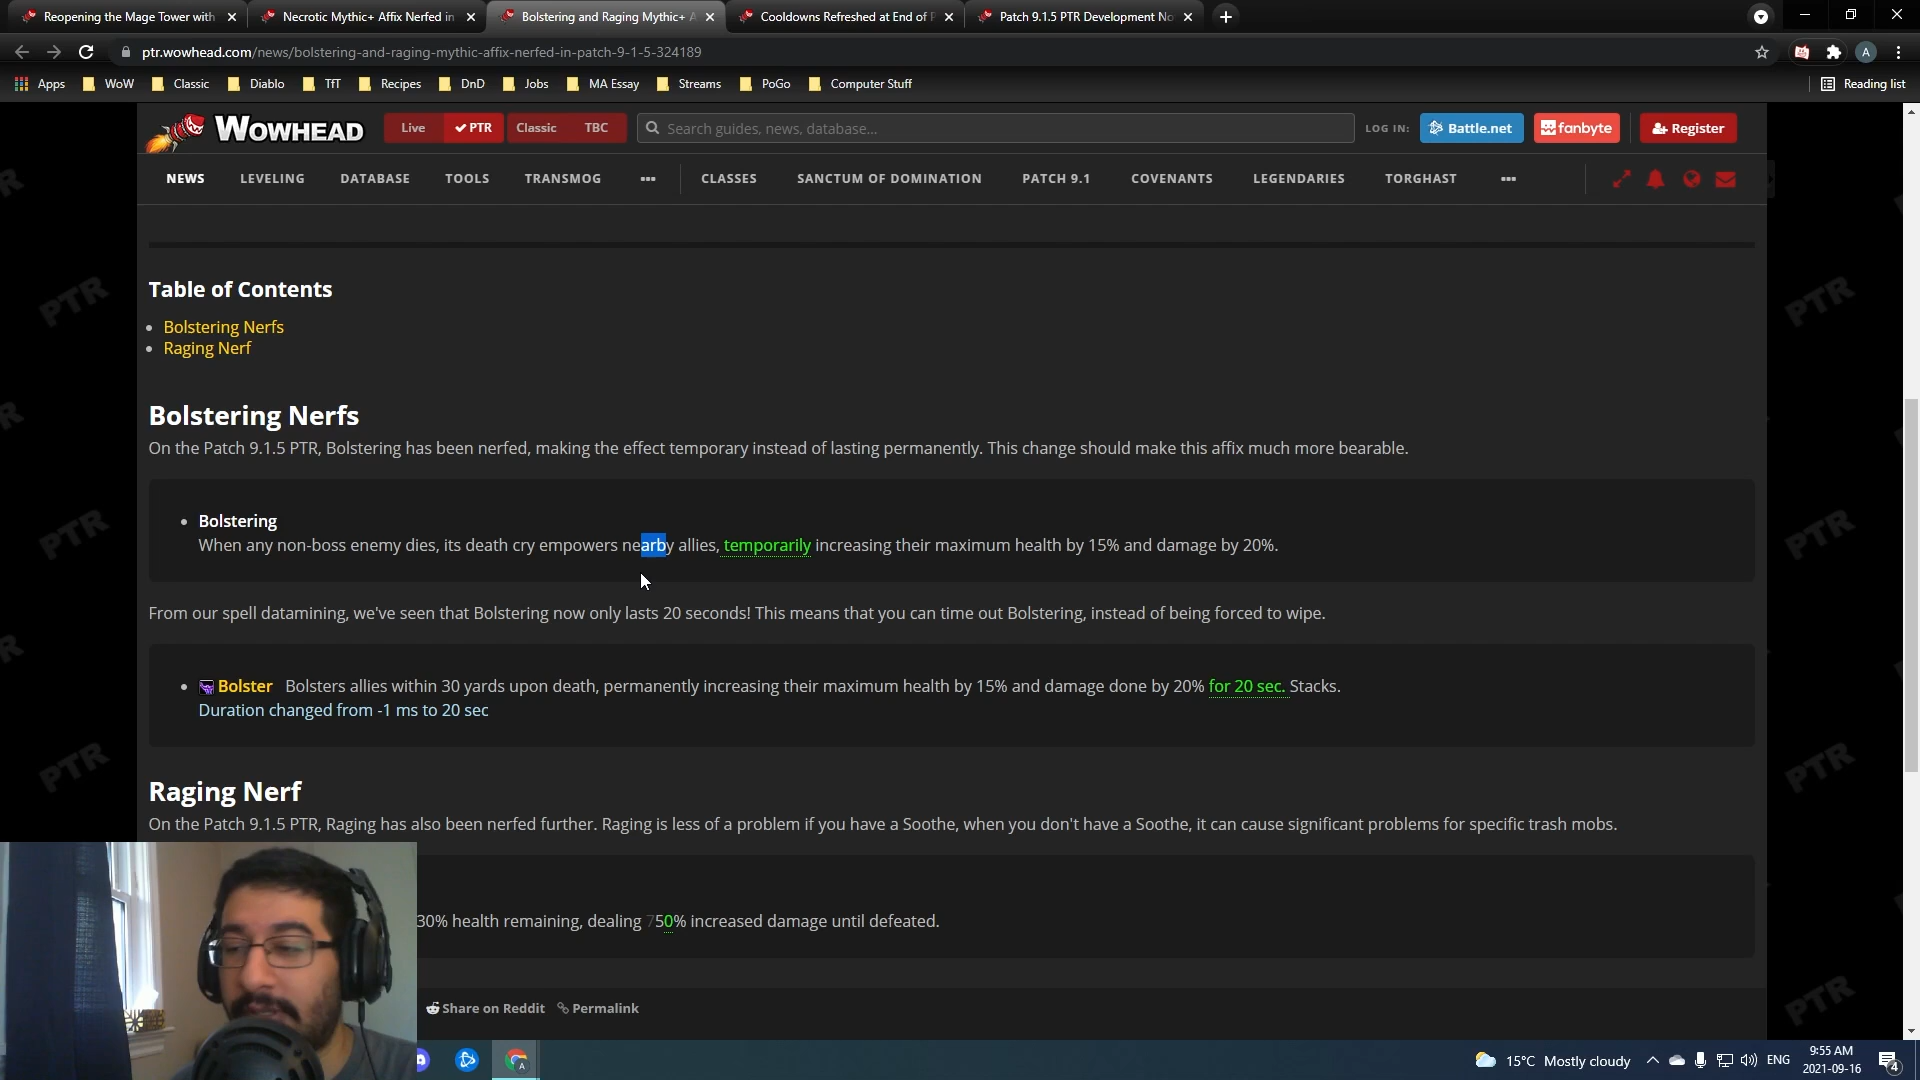 Reopening the Mage Tower with
Necrotic Mythic+ Affix Nerfed in
Bolstering and Raging Mythic+ A
Cooldowns Refreshed at End of P
Patch 9.1.5 PTR Development No
ptr.wowhead.com/news/bolstering-and-raging-mythic-affix-nerfed-in-patch-9-1-5-324189
A
Apps WoW Classic Diablo TfT Recipes DnD Jobs MA Essay Streams PoGo Computer Stuff Reading list
WOWHEAD Live PTR Classic TBC Search guides, news, database... LOG IN: Battle.net fanbyte Register
NEWS LEVELING DATABASE TOOLS TRANSMOG ••• CLASSES SANCTUM OF DOMINATION PATCH 9.1 COVENANTS LEGENDARIES TORGHAST •••
Table of Contents
• Bolstering Nerfs
• Raging Nerf
Bolstering Nerfs
On the Patch 9.1.5 PTR, Bolstering has been nerfed, making the effect temporary instead of lasting permanently. This change should make this affix much more bearable.
• Bolstering
When any non-boss enemy dies, its death cry empowers nearby allies, temporarily increasing their maximum health by 15% and damage by 20%.
From our spell datamining, we've seen that Bolstering now only lasts 20 seconds! This means that you can time out Bolstering, instead of being forced to wipe.
• Bolster Bolsters allies within 30 yards upon death, permanently increasing their maximum health by 15% and damage done by 20% for 20 sec. Stacks.
Duration changed from -1 ms to 20 sec
Raging Nerf
On the Patch 9.1.5 PTR, Raging has also been nerfed further. Raging is less of a problem if you have a Soothe, when you don't have a Soothe, it can cause significant problems for specific trash mobs.
30% health remaining, dealing 750% increased damage until defeated.
Share on Reddit Permalink
PTR
PTR
PTR
PTR
PTR
PTR
A
15°C Mostly cloudy ENG
9:55 AM
2021-09-16
4